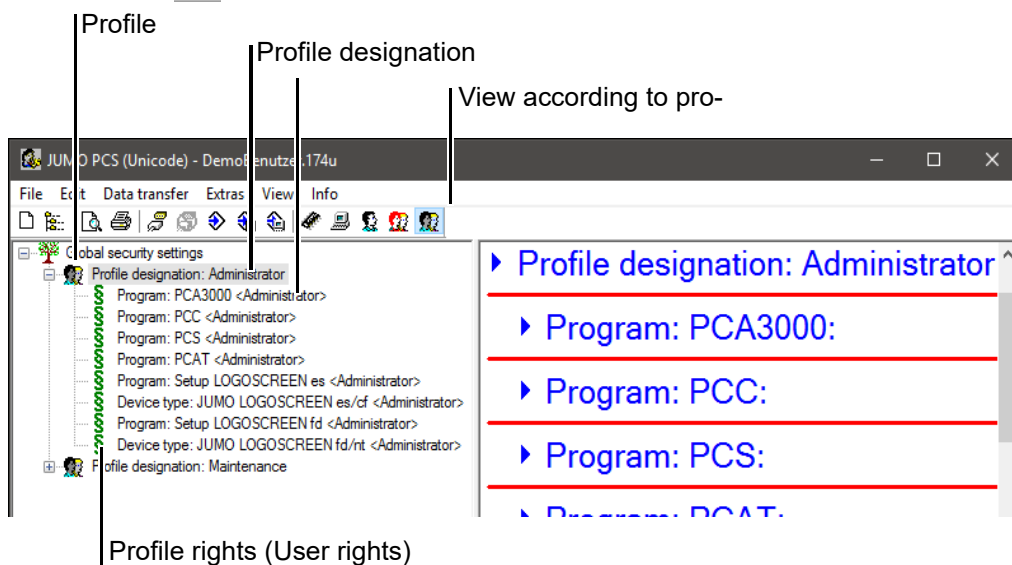 Profile
Profile designation
View according to pro-
JUMO PCS (Unicode) - DemoBenutzer.174u
File Edit Data transfer Extras View Info
Global security settings
Profile designation: Administrator
Program: PCA3000 <Administrator>
Program: PCC <Administrator>
Program: PCS <Administrator>
Program: PCAT <Administrator>
Program: Setup LOGOSCREEN es <Administrator>
Device type: JUMO LOGOSCREEN es/cf <Administrator>
Program: Setup LOGOSCREEN fd <Administrator>
Device type: JUMO LOGOSCREEN fd/nt <Administrator>
Profile designation: Maintenance
Profile designation: Administrator
Program: PCA3000:
Program: PCC:
Program: PCS:
Program: PCAT:
Profile rights (User rights)